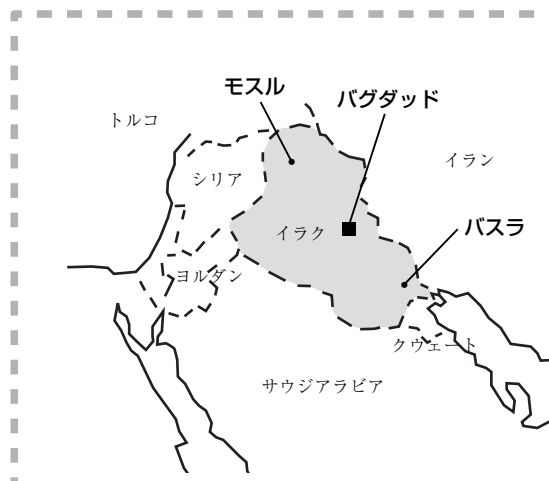 モスル
バグダッド
トルコ
イラン
シリア
バスラ
イラク
ヨルダン
クウェート
サウジアラビア